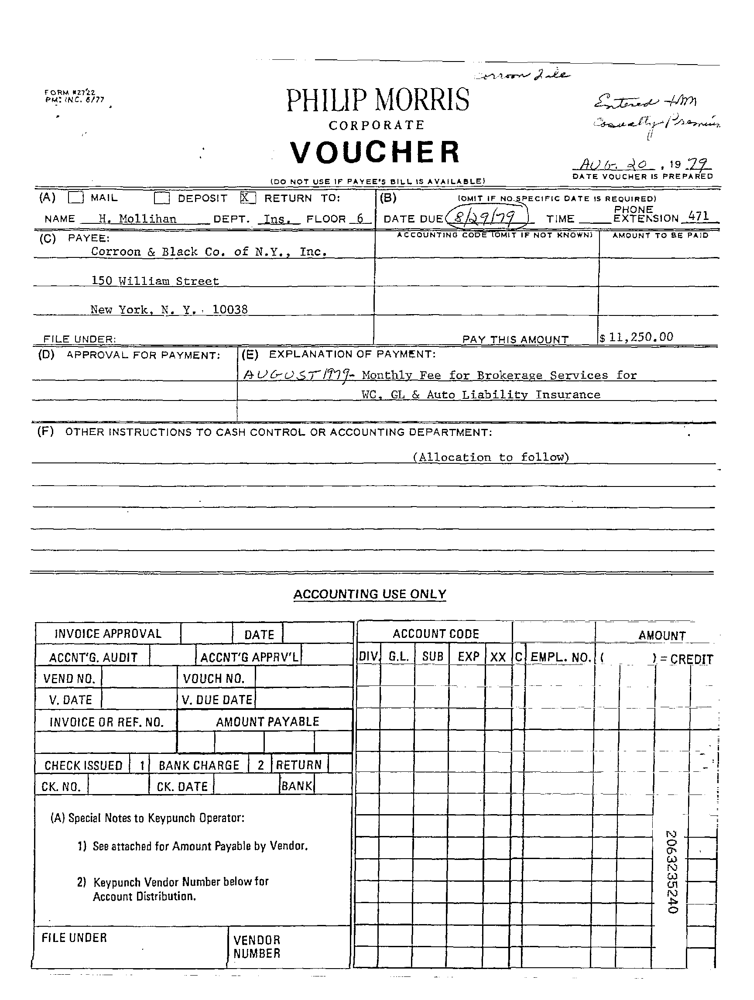 Corroon File
FORM #2722
PMI INC. 6/77
PHILIP MORRIS
CORPORATE
VOUCHER
Entered HM
Casualty/Premium
AUG. 20, 1979
DATE VOUCHER IS PREPARED
(DO NOT USE IF PAYEE'S BILL IS AVAILABLE)
(A) MAIL DEPOSIT X RETURN TO:
NAME H. Mollihan DEPT. Ins. FLOOR 6
(B) (OMIT IF NO SPECIFIC DATE IS REQUIRED)
DATE DUE 8/29/79 TIME PHONE EXTENSION 471
(C) PAYEE:
ACCOUNTING CODE (OMIT IF NOT KNOWN) AMOUNT TO BE PAID
Corroon & Black Co. of N.Y., Inc.
150 William Street
New York, N. Y. 10038
FILE UNDER: PAY THIS AMOUNT $ 11,250.00
(D) APPROVAL FOR PAYMENT: (E) EXPLANATION OF PAYMENT:
AUGUST 1979- Monthly Fee for Brokerage Services for
WC, GL & Auto Liability Insurance
(F) OTHER INSTRUCTIONS TO CASH CONTROL OR ACCOUNTING DEPARTMENT:
(Allocation to follow)
ACCOUNTING USE ONLY
INVOICE APPROVAL DATE
ACCNT'G. AUDIT ACCNT'G APPRV'L
VEND NO. VOUCH NO.
V. DATE V. DUE DATE
INVOICE OR REF. NO. AMOUNT PAYABLE
CHECK ISSUED 1 BANK CHARGE 2 RETURN
CK. NO. CK. DATE BANK
(A) Special Notes to Keypunch Operator:
1) See attached for Amount Payable by Vendor.
2) Keypunch Vendor Number below for
Account Distribution.
FILE UNDER VENDOR
NUMBER
ACCOUNT CODE AMOUNT
DIV. G.L. SUB EXP XX C EMPL. NO. ( ) = CREDIT
2063235240